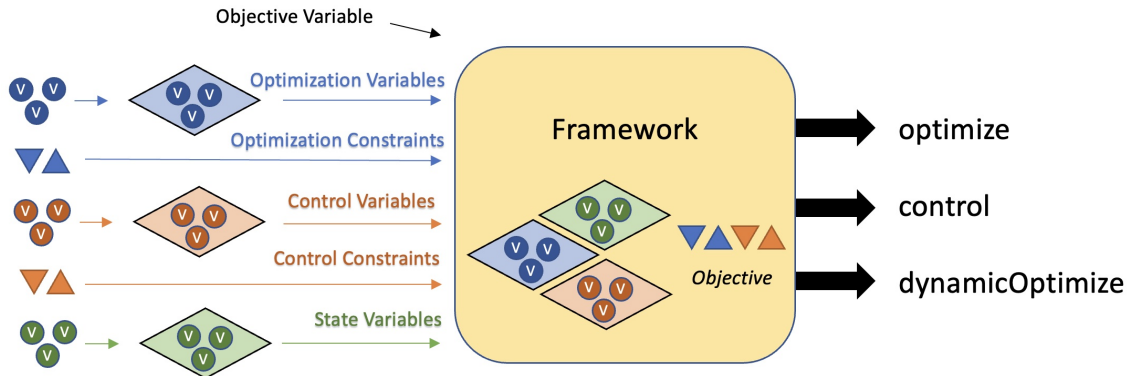 Objective Variable
V V
V
V V
V
Optimization Variables
Optimization Constraints
V V
V
V V
V
Control Variables
Control Constraints
V V
V
V V
V
State Variables
Framework
V V
V
V V
V
V V
V
Objective
optimize
control
dynamicOptimize